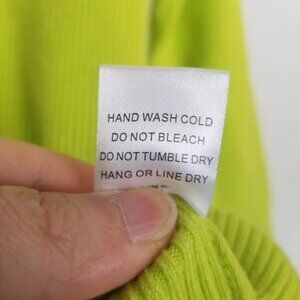 HAND WASH COLD
DO NOT BLEACH
DO NOT TUMBLE DRY
HANG OR LINE DRY